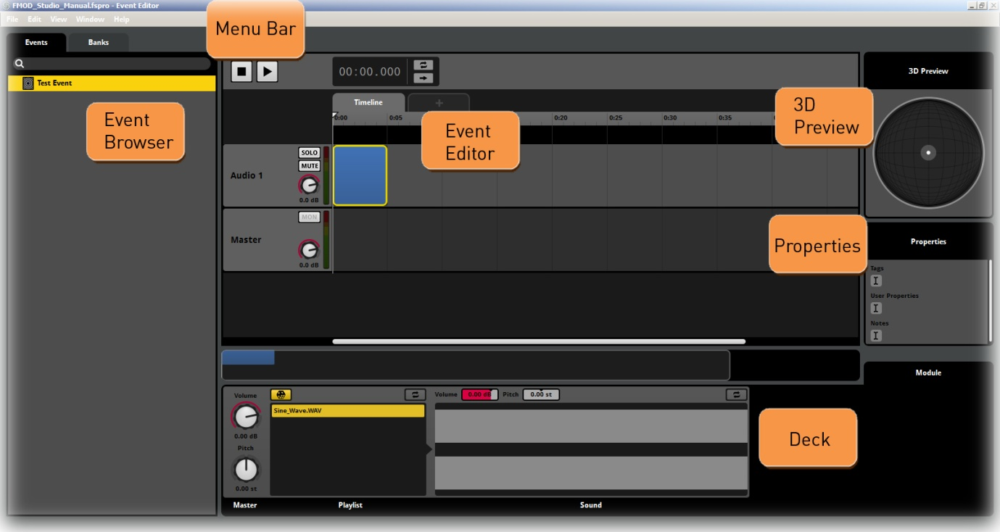 FMOD_Studio_Manual.fspro - Event Editor
File Edit View Window Help
Menu Bar
Events Banks
Test Event
Event
Browser
00:00.000
Timeline +
0:00 0:05 0:20 0:25 0:30 0:35
Event
Editor
Audio 1
SOLO
MUTE
0.0 dB
Master
MON
0.0 dB
3D Preview
3D
Preview
Properties
Properties
Tags
User Properties
Notes
Module
Volume
0.00 dB
Pitch
0.00 st
Master
Sine_Wave.WAV
Playlist
Volume 0.00 dB Pitch 0.00 st
Sound
Deck